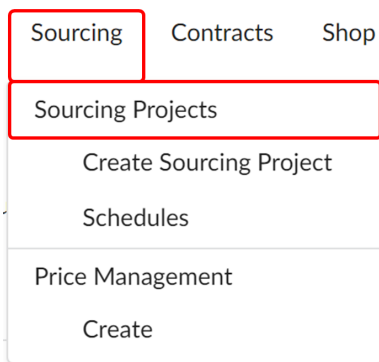 Sourcing Contracts Shop
Sourcing Projects
Create Sourcing Project
Schedules
Price Management
Create